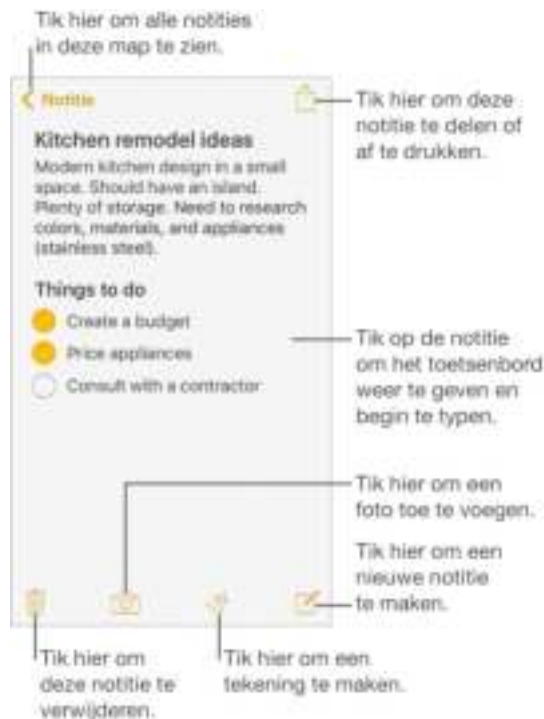 Tik hier om alle notities
in deze map te zien.
Notitie
Tik hier om deze
notitie te delen of
af te drukken.
Kitchen remodel ideas
Modern kitchen design in a small
space. Should have an island.
Plenty of storage. Need to research
colors, materials, and appliances
(stainless steel).
Things to do
Create a budget
Price appliances
Consult with a contractor
Tik op de notitie
om het toetsenbord
weer te geven en
begin te typen.
Tik hier om een
foto toe te voegen.
Tik hier om een
nieuwe notitie
te maken.
Tik hier om
deze notitie te
verwijderen.
Tik hier om een
tekening te maken.